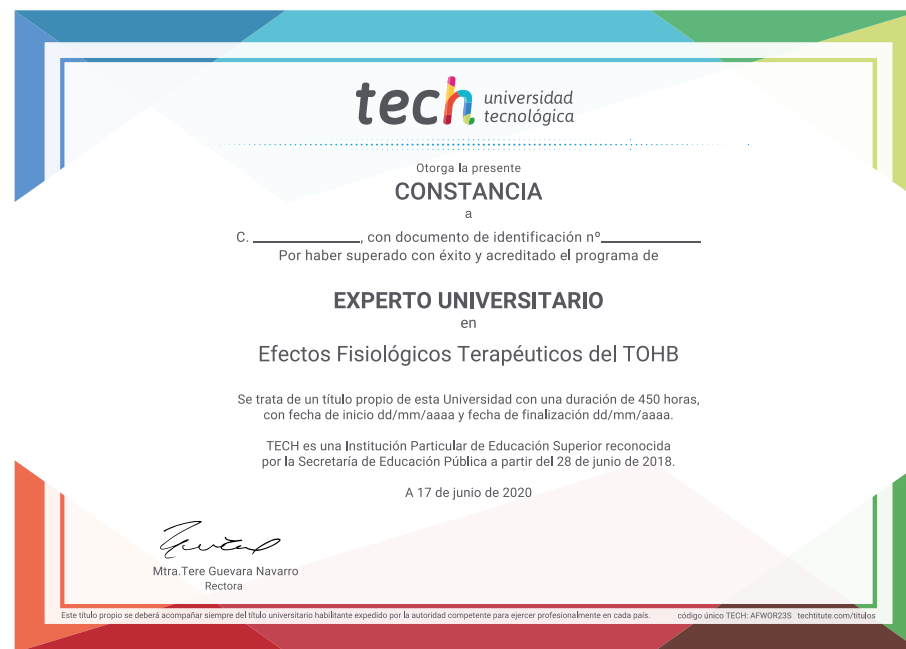 tech universidad
tecnológica
Otorga la presente
CONSTANCIA
a
C. ____________, con documento de identificación nº____________
Por haber superado con éxito y acreditado el programa de
EXPERTO UNIVERSITARIO
en
Efectos Fisiológicos Terapéuticos del TOHB
Se trata de un título propio de esta Universidad con una duración de 450 horas,
con fecha de inicio dd/mm/aaaa y fecha de finalización dd/mm/aaaa.
TECH es una Institución Particular de Educación Superior reconocida
por la Secretaría de Educación Pública a partir del 28 de junio de 2018.
A 17 de junio de 2020
Mtra.Tere Guevara Navarro
Rectora
Este título propio se deberá acompañar siempre del título universitario habilitante expedido por la autoridad competente para ejercer profesionalmente en cada país. código único TECH: AFWOR23S techtitute.com/titulos